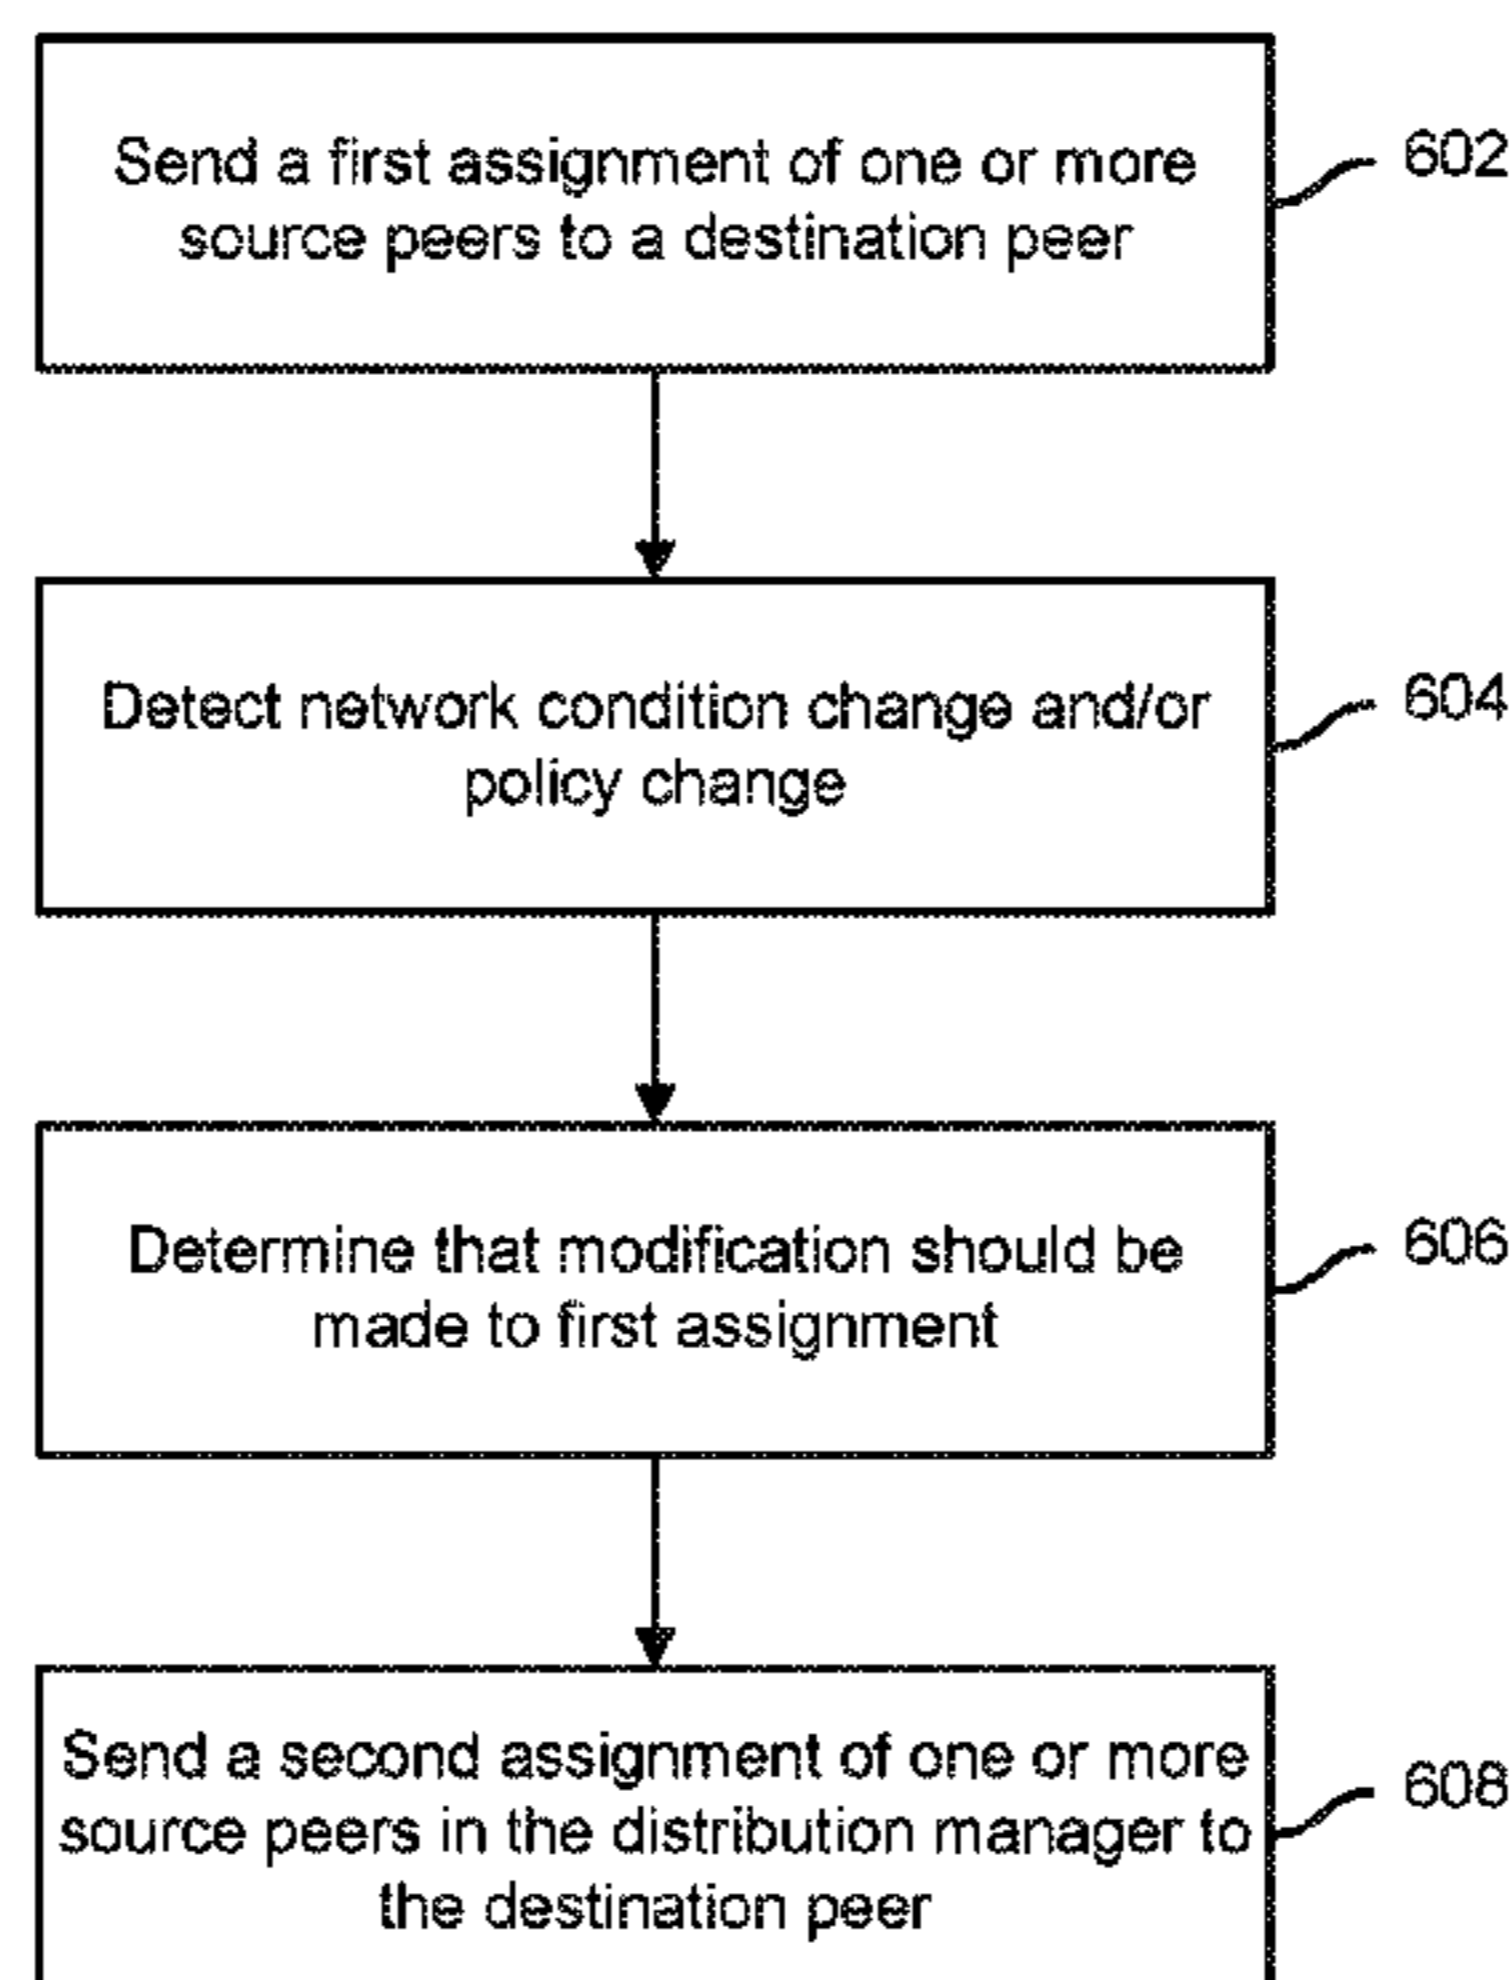 Send a first assignment of one or more
source peers to a destination peer
602
Detect network condition change and/or
policy change
604
Determine that modification should be
made to first assignment
606
Send a second assignment of one or more
source peers in the distribution manager to
the destination peer
608